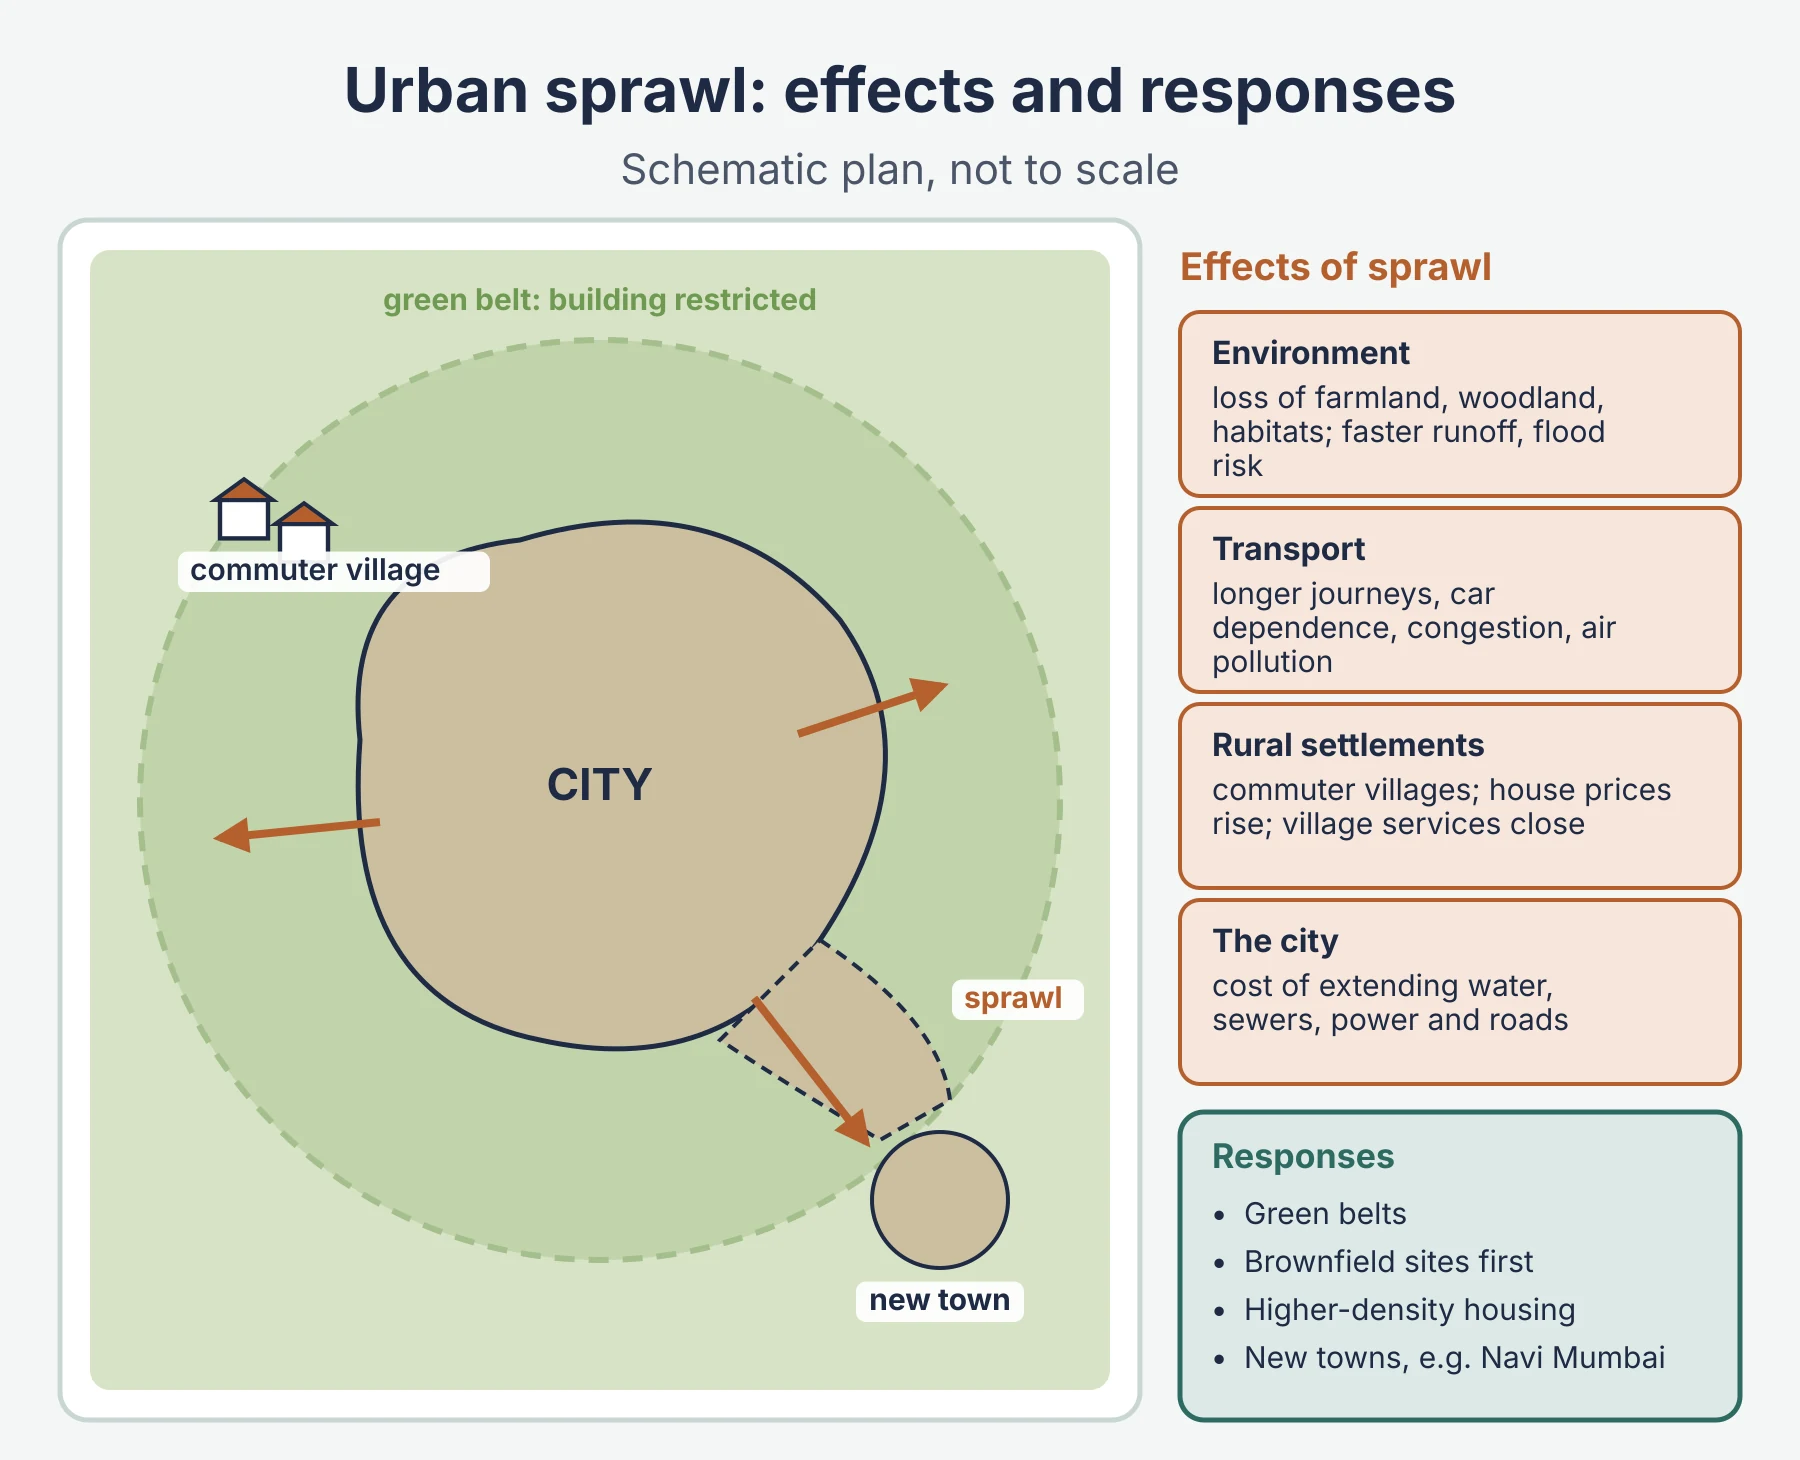 Urban sprawl: effects and responses
Schematic plan, not to scale
green belt: building restricted
commuter village
CITY
sprawl
new town
Effects of sprawl
Environment
loss of farmland, woodland,
habitats; faster runoff, flood
risk
Transport
longer journeys, car
dependence, congestion, air
pollution
Rural settlements
commuter villages; house prices
rise; village services close
The city
cost of extending water,
sewers, power and roads
Responses
• Green belts
• Brownfield sites first
• Higher-density housing
• New towns, e.g. Navi Mumbai